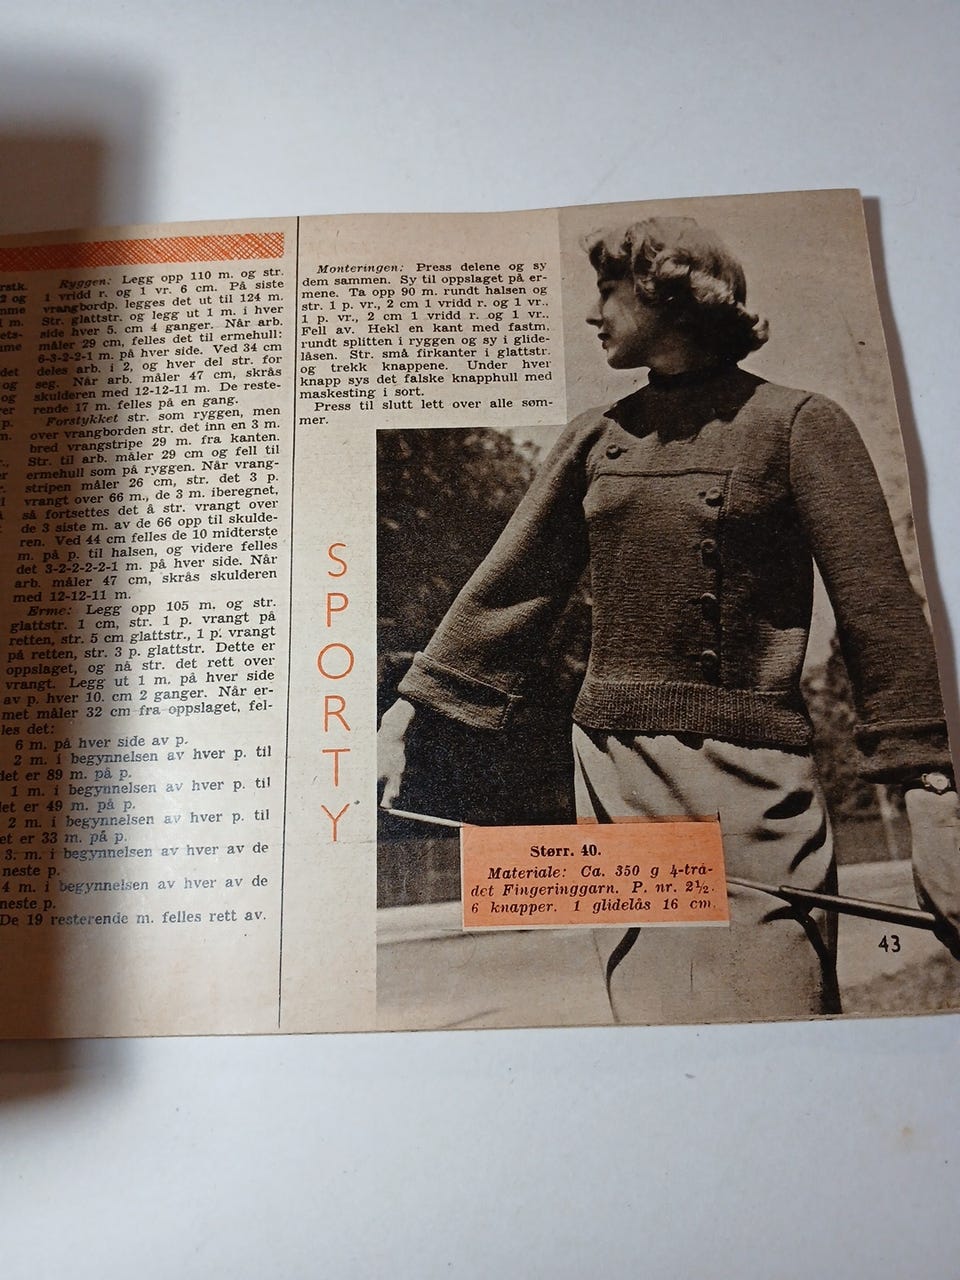 rstk.
2 og
mme
1 m.
ets-
me
det
og
og
rer
p.
m.
Ryggen: Legg opp 110 m. og str.
1 vridd r. og 1 vr. 6 cm. På siste
vrangbordp. legges det ut til 124 m.
Str. glattstr. og legg ut 1 m. i hver
side hver 5. cm 4 ganger. Når arb.
måler 29 cm, felles det til ermehull:
6-3-2-2-1 m. på hver side. Ved 34 cm
deles arb. i 2, og hver del str. for
seg. Når arb. måler 47 cm, skrås
skulderen med 12-12-11 m. De reste-
rende 17 m. felles på en gang.
Forstykket str. som ryggen, men
over vrangborden str. det inn en 3 m.
bred vrangstripe 29 m. fra kanten.
Str. til arb. måler 29 cm og fell til
ermehull som på ryggen. Når vrang-
stripen måler 26 cm, str. det 3 p.
vrangt over 66 m., de 3 m. iberegnet,
så fortsettes det å str. vrangt over
de 3 siste m. av de 66 opp til skulde-
ren. Ved 44 cm felles de 10 midterste
m. på p. til halsen, og videre felles
det 3-2-2-2-2-1 m. på hver side. Når
arb. måler 47 cm, skrås skulderen
med 12-12-11 m.
Erme: Legg opp 105 m. og str.
glattstr. 1 cm, str. 1 p. vrangt på
retten, str. 5 cm glattstr., 1 p. vrangt
på retten, str. 3 p. glattstr. Dette er
oppslaget, og nå str. det rett over
vrangt. Legg ut 1 m. på hver side
av p. hver 10. cm 2 ganger. Når er-
met måler 32 cm fra oppslaget, fel-
les det:
6 m. på hver side av p.
2 m. i begynnelsen av hver p. til
det er 89 m. på p.
1 m. i begynnelsen av hver p. til
det er 49 m. på p.
2 m. i begynnelsen av hver p. til
et er 33 m. på p.
3. m. i begynnelsen av hver av de
neste p.
4 m. i begynnelsen av hver av de
neste p.
De 19 resterende m. felles rett av.
Monteringen: Press delene og sy
dem sammen. Sy til oppslaget på er-
mene. Ta opp 90 m. rundt halsen og
str. 1 p. vr., 2 cm 1 vridd r. og 1 vr.,
1 p. vr., 2 cm 1 vridd r. og 1 vr..
Fell av. Hekl en kant med fastm.
rundt splitten i ryggen og sy i glide-
låsen. Str. små firkanter i glattstr.
og trekk knappene. Under hver
knapp sys det falske knapphull med
maskesting i sort.
Press til slutt lett over alle søm-
mer.
SPORTY
Størr. 40.
Materiale: Ca. 350 g 4-trå-
det Fingeringgarn. P. nr. 2½.
6 knapper. 1 glidelås 16 cm.
43